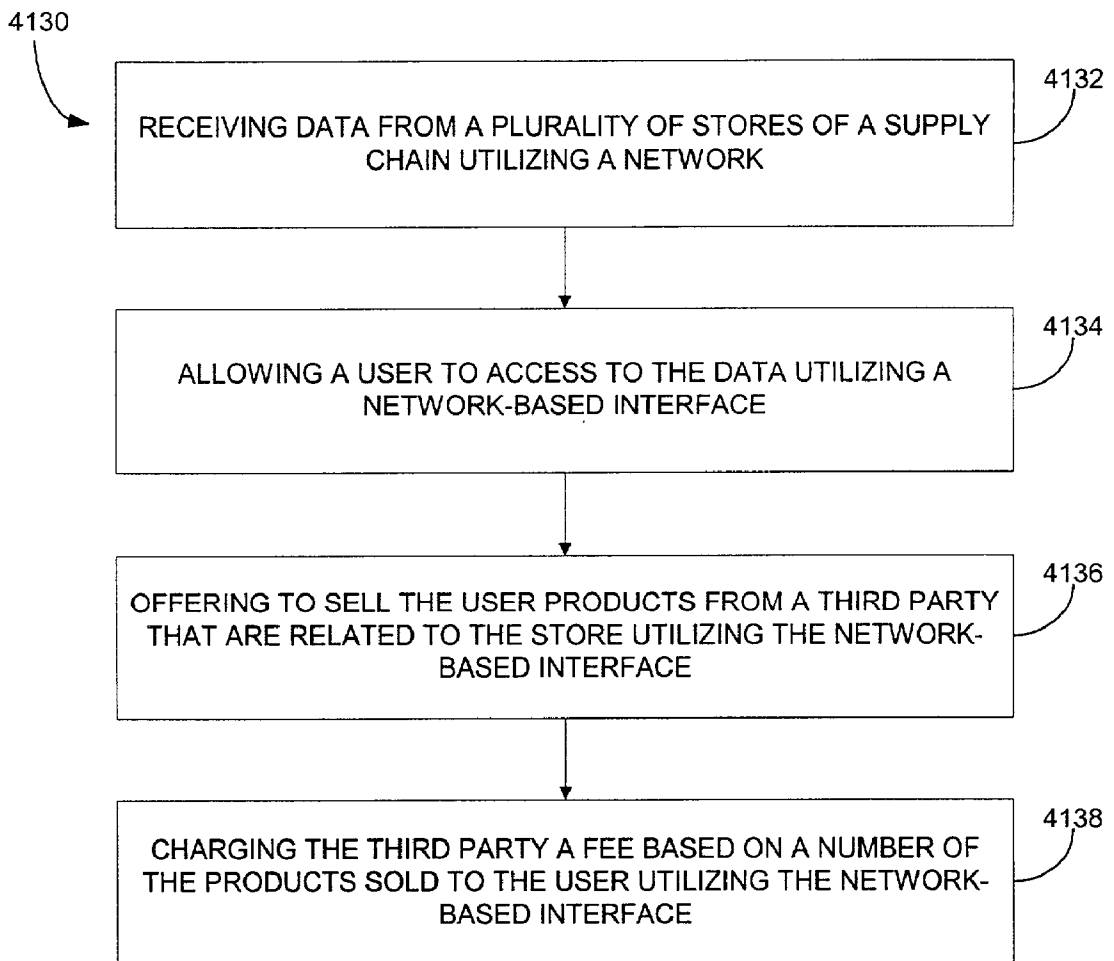 4130
4132
RECEIVING DATA FROM A PLURALITY OF STORES OF A SUPPLY
CHAIN UTILIZING A NETWORK
4134
ALLOWING A USER TO ACCESS TO THE DATA UTILIZING A
NETWORK-BASED INTERFACE
4136
OFFERING TO SELL THE USER PRODUCTS FROM A THIRD PARTY
THAT ARE RELATED TO THE STORE UTILIZING THE NETWORK-
BASED INTERFACE
4138
CHARGING THE THIRD PARTY A FEE BASED ON A NUMBER OF
THE PRODUCTS SOLD TO THE USER UTILIZING THE NETWORK-
BASED INTERFACE